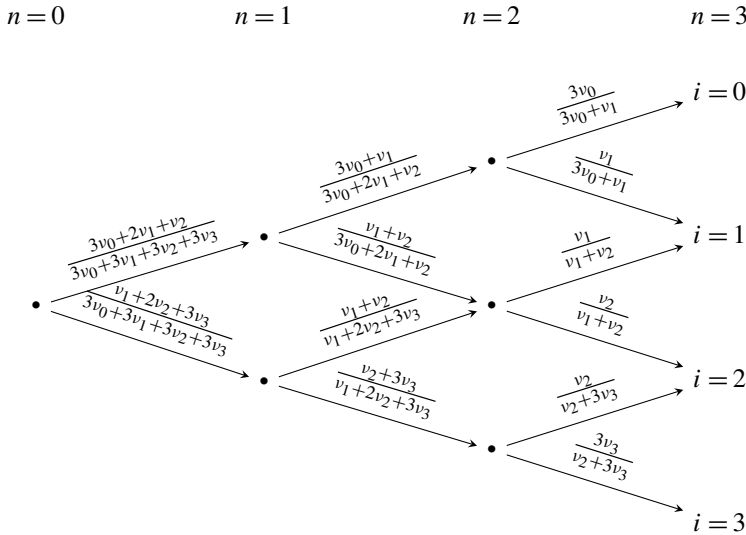 n = 0 n = 1 n = 2 n = 3
3ν₀ / 3ν₀+ν₁
i = 0
3ν₀+ν₁ / 3ν₀+2ν₁+ν₂
ν₁ / 3ν₀+ν₁
3ν₀+2ν₁+ν₂ / 3ν₀+3ν₁+3ν₂+3ν₃
ν₁+ν₂ / 3ν₀+2ν₁+ν₂
ν₁ / ν₁+ν₂
i = 1
ν₁+2ν₂+3ν₃ / 3ν₀+3ν₁+3ν₂+3ν₃
ν₁+ν₂ / ν₁+2ν₂+3ν₃
ν₂ / ν₁+ν₂
i = 2
ν₂+3ν₃ / ν₁+2ν₂+3ν₃
ν₂ / ν₂+3ν₃
3ν₃ / ν₂+3ν₃
i = 3